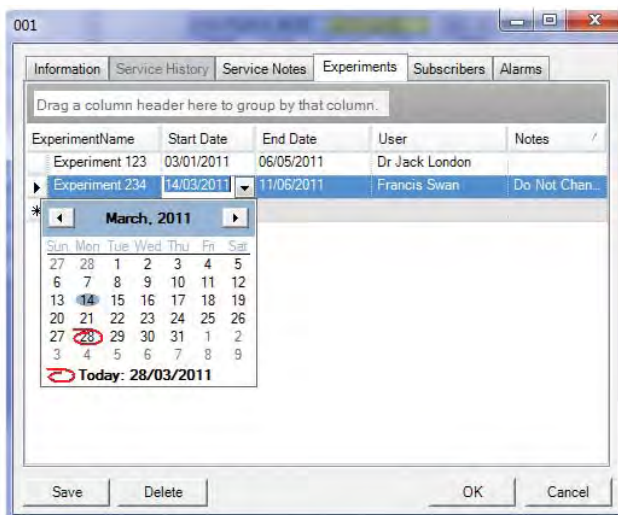 001
Information Service History Service Notes Experiments Subscribers Alarms
Drag a column header here to group by that column.
ExperimentName Start Date End Date User Notes
Experiment 123 03/01/2011 06/05/2011 Dr Jack London
Experiment 234 14/03/2011 11/06/2011 Francis Swan Do Not Chan...
*
March, 2011
Sun Mon Tue Wed Thu Fri Sat
27 28 1 2 3 4 5
6 7 8 9 10 11 12
13 14 15 16 17 18 19
20 21 22 23 24 25 26
27 28 29 30 31 1 2
3 4 5 6 7 8 9
Today: 28/03/2011
Save Delete OK Cancel